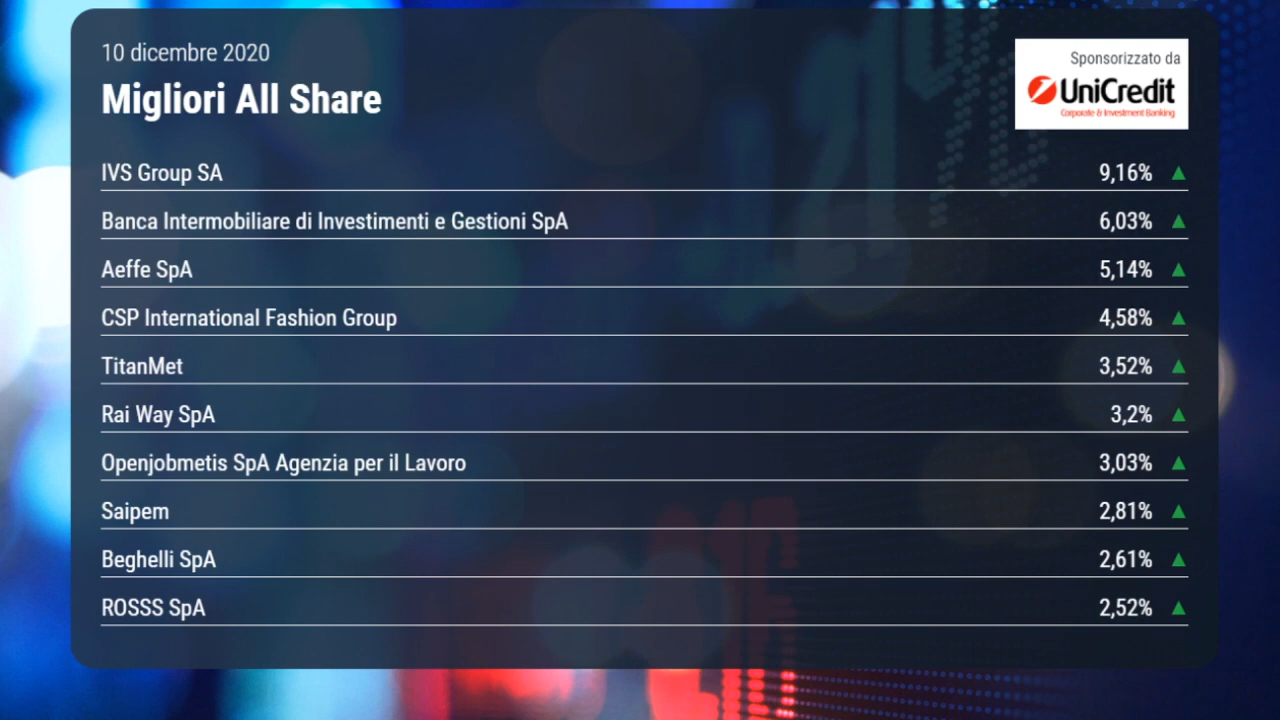 10 dicembre 2020
Migliori All Share
Sponsorizzato da
UniCredit
Corporate & Investment Banking
IVS Group SA 9,16% ▲
Banca Intermobiliare di Investimenti e Gestioni SpA 6,03% ▲
Aeffe SpA 5,14% ▲
CSP International Fashion Group 4,58% ▲
TitanMet 3,52% ▲
Rai Way SpA 3,2% ▲
Openjobmetis SpA Agenzia per il Lavoro 3,03% ▲
Saipem 2,81% ▲
Beghelli SpA 2,61% ▲
ROSSS SpA 2,52% ▲